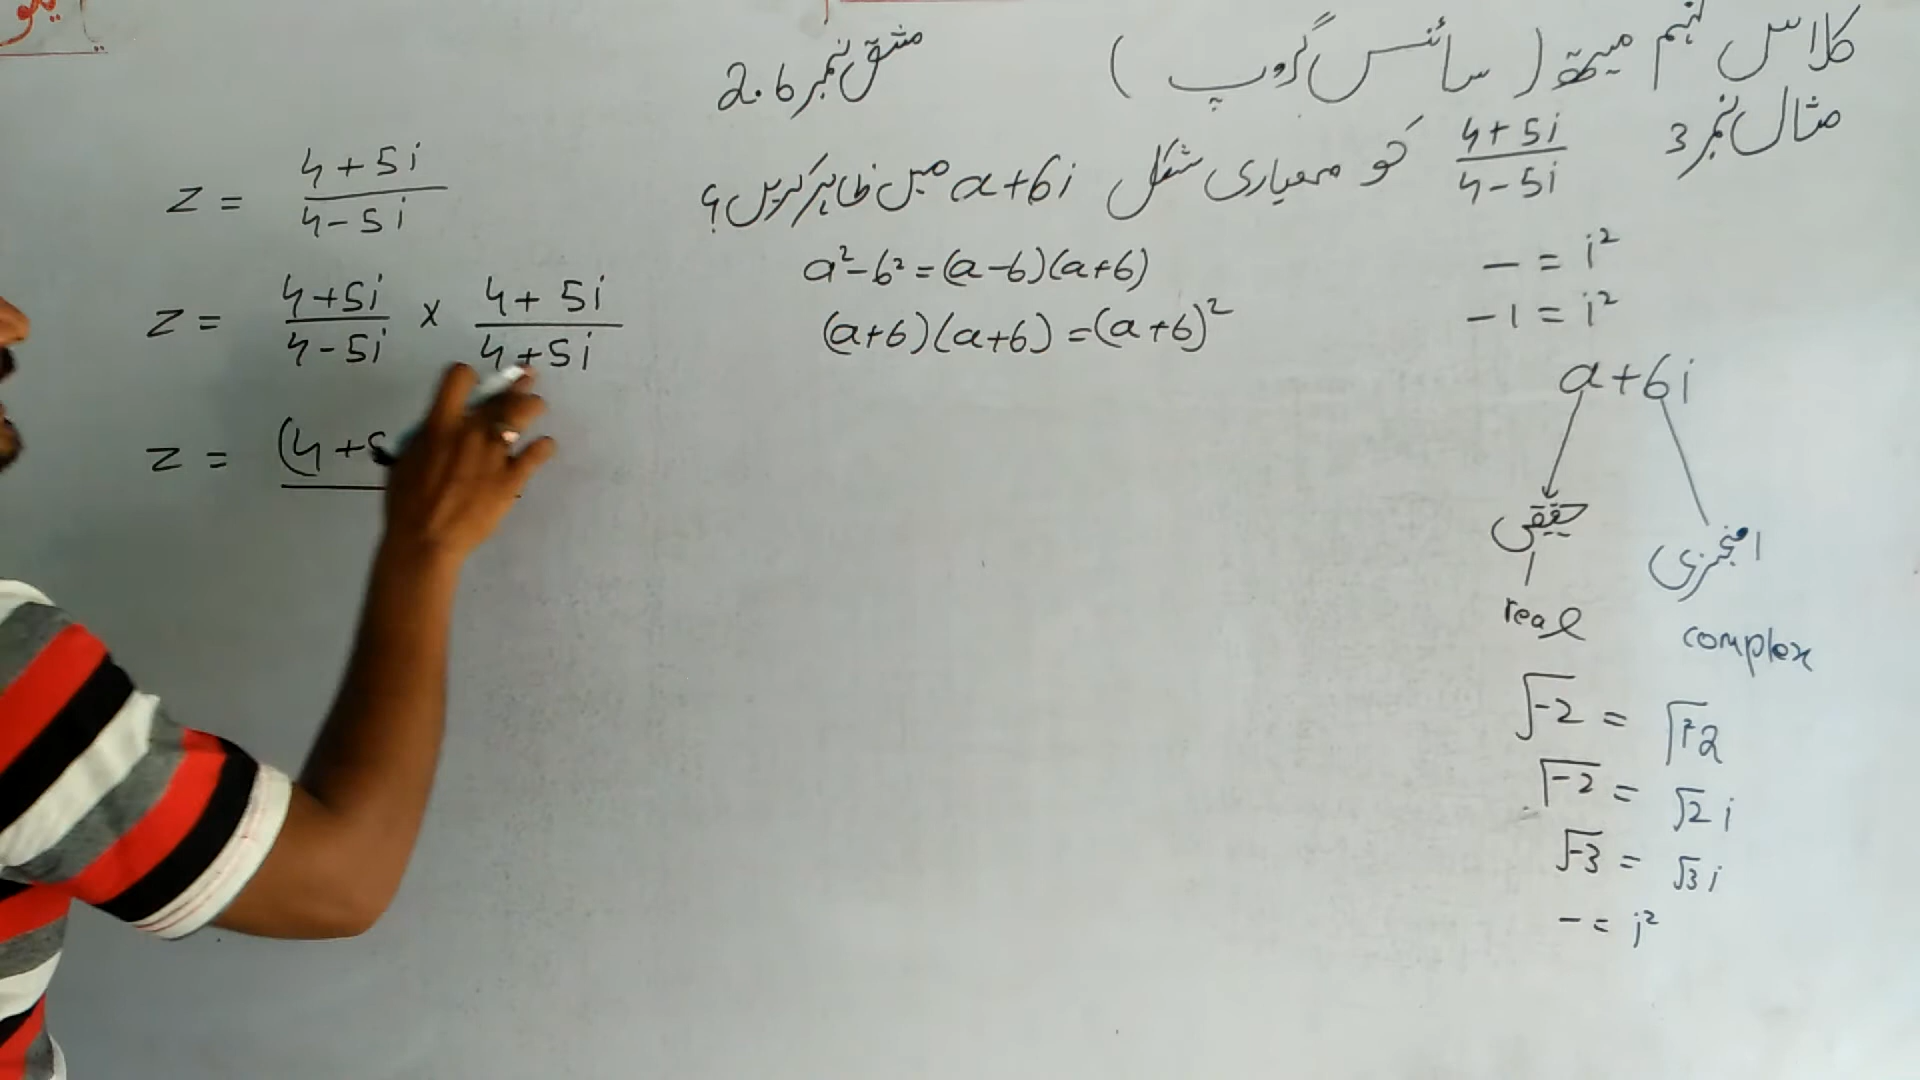 کلاس نہم میتھ (سائنس گروپ) مشق نمبر 2.6
مثال نمبر 3 (4+5i)/(4-5i) کو معیاری شکل a+bi میں ظاہر کریں؟
a²-b²=(a-b)(a+b)
(a+b)(a+b)=(a+b)²
z = (4+5i)/(4-5i)
z = (4+5i)/(4-5i) × (4+5i)/(4+5i)
z = (4+5
- = i²
-1 = i²
a+bi
حقیقی
real
complex
√-2 = √i²2
√-2 = √2 i
√-3 = √3 i
- = i²